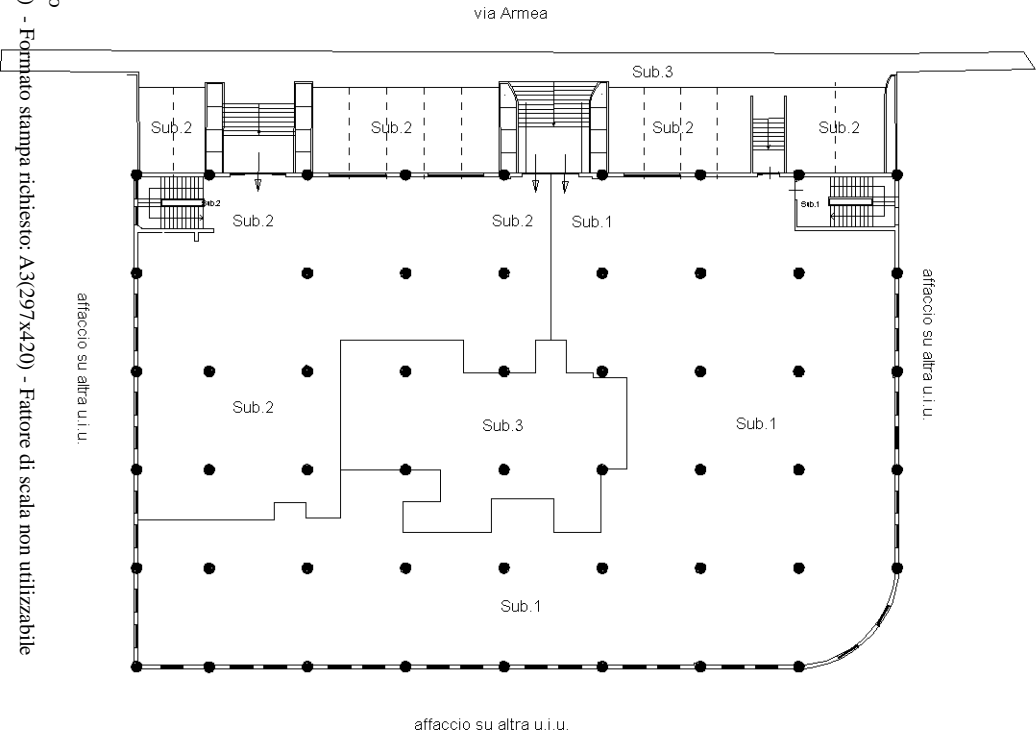 via Armea
Sub.3
Sub.2
Sub.2
Sub.2
Sub.2
Sub.2
Sub.1
Sub.2
Sub.2
Sub.1
affaccio su altra u.i.u.
affaccio su altra u.i.u.
Sub.2
Sub.3
Sub.1
Sub.1
affaccio su altra u.i.u.
) - Formato stampa richiesto: A3(297x420) - Fattore di scala non utilizzabile